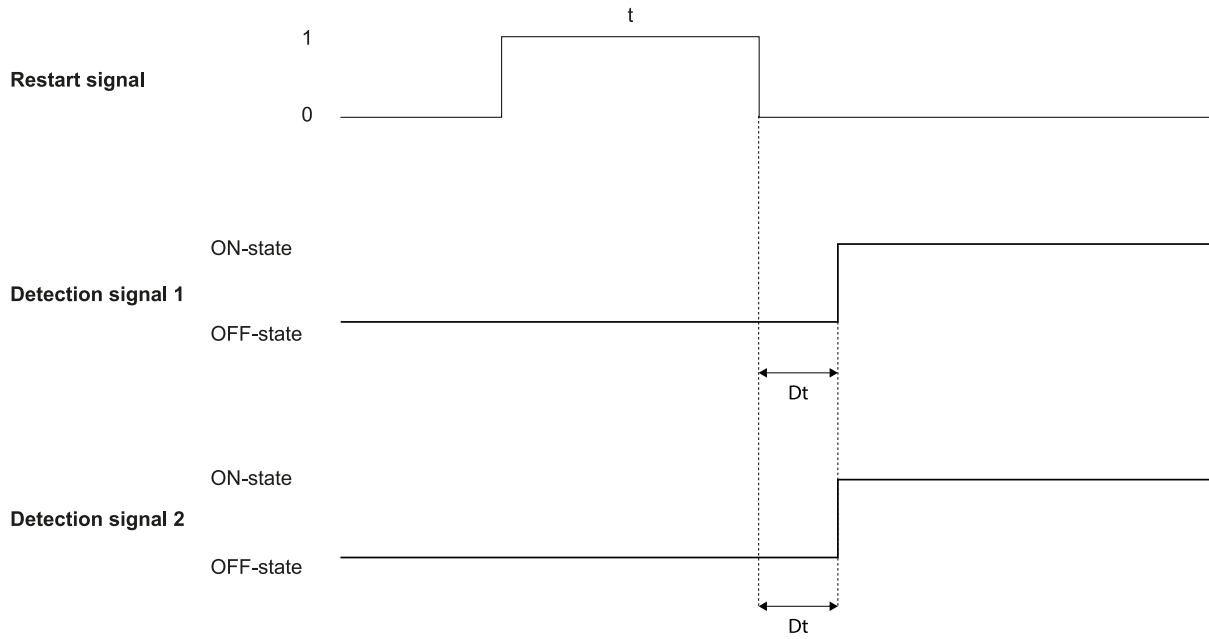 t
1
Restart signal
0
ON-state
Detection signal 1
OFF-state
Dt
ON-state
Detection signal 2
OFF-state
Dt